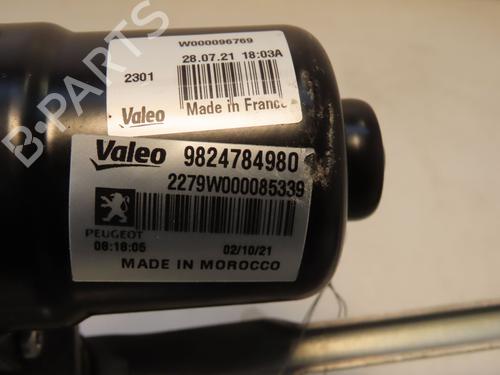 W000096769
28.07.21 18:03A
2301
Valeo
Made in France
Valeo 9824784980
2279W000085339
PEUGEOT
08:18:05 02/10/21
MADE IN MOROCCO
B-PARTS